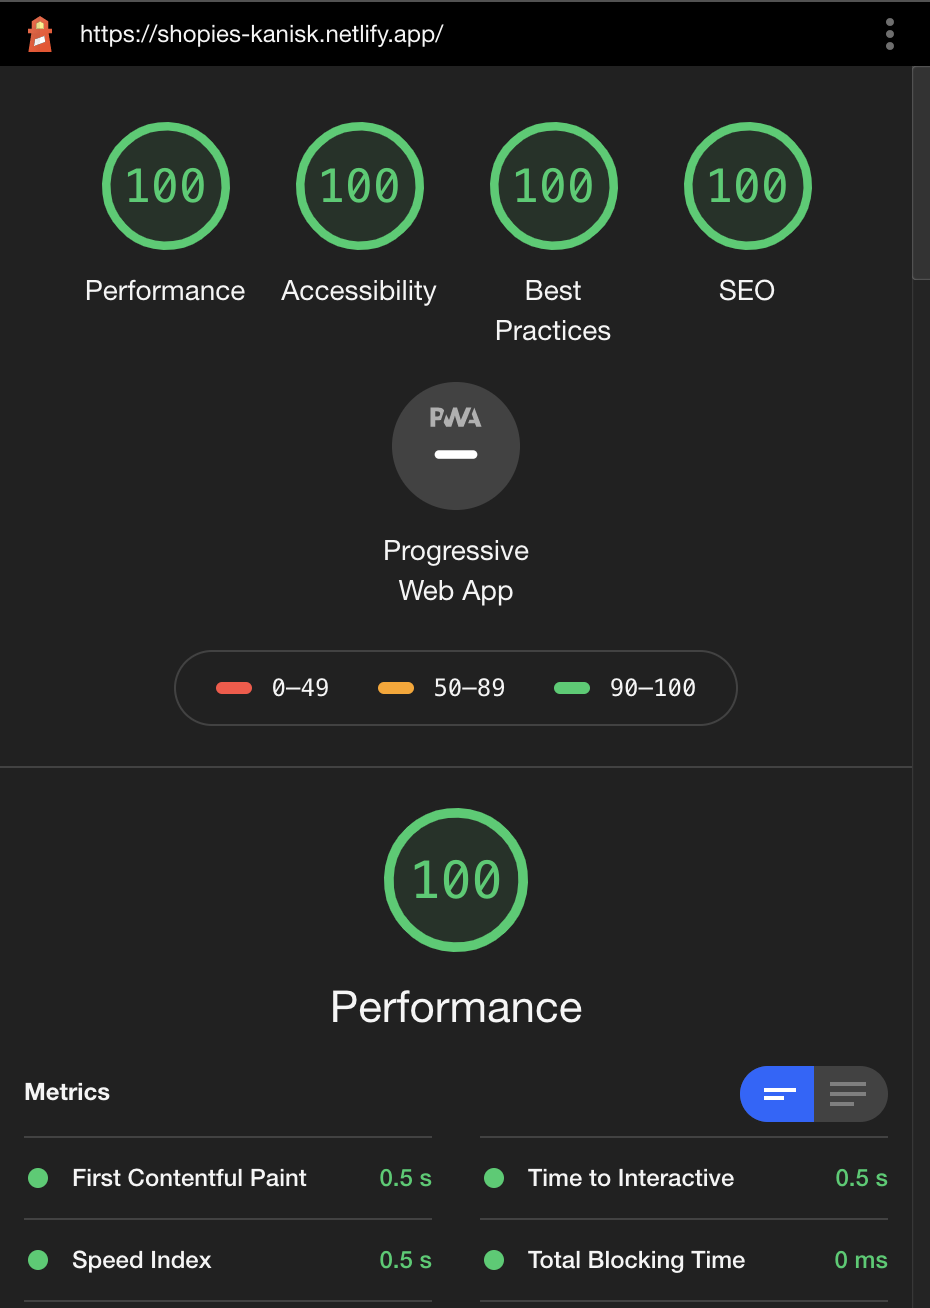 https://shopies-kanisk.netlify.app/
100 100 100 100
Performance Accessibility Best Practices SEO
PWA
Progressive
Web App
0–49 50–89 90–100
100
Performance
Metrics
First Contentful Paint 0.5 s
Time to Interactive 0.5 s
Speed Index 0.5 s
Total Blocking Time 0 ms